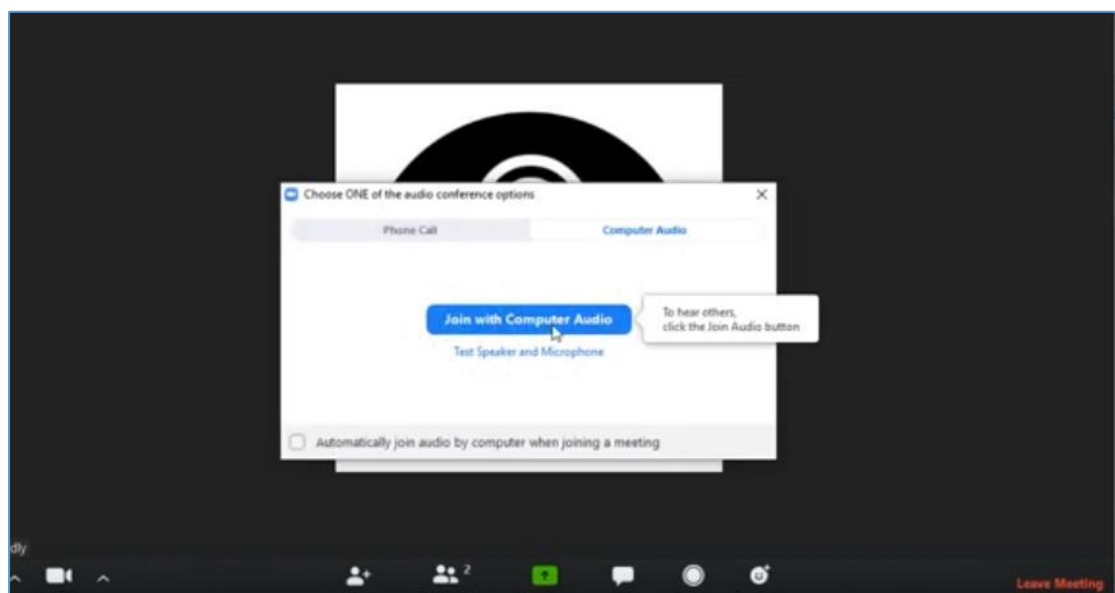 Choose ONE of the audio conference options
Phone Call
Computer Audio
Join with Computer Audio
To hear others,
click the Join Audio button
Test Speaker and Microphone
Automatically join audio by computer when joining a meeting
dly
2
Leave Meeting